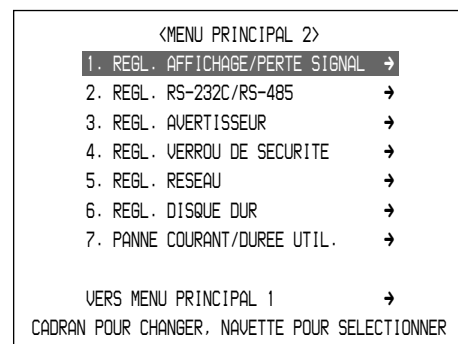 <MENU PRINCIPAL 2>
1. REGL. AFFICHAGE/PERTE SIGNAL →
2. REGL. RS-232C/RS-485 →
3. REGL. AVERTISSEUR →
4. REGL. VERROU DE SECURITE →
5. REGL. RESEAU →
6. REGL. DISQUE DUR →
7. PANNE COURANT/DUREE UTIL. →
VERS MENU PRINCIPAL 1 →
CADRAN POUR CHANGER, NAVETTE POUR SELECTIONNER